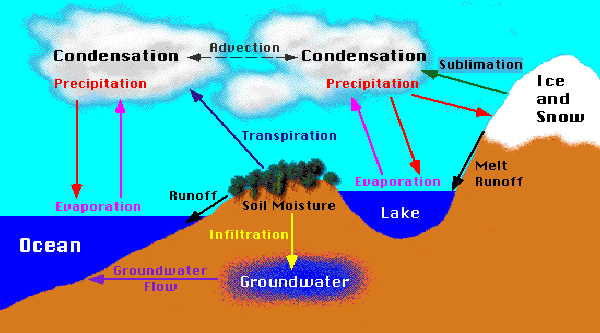 Advection
Condensation
Condensation
Sublimation
Precipitation
Precipitation
Ice
and
Snow
Transpiration
Melt
Runoff
Evaporation
Runoff
Evaporation
Soil Moisture
Lake
Ocean
Infiltration
Groundwater
Flow
Groundwater